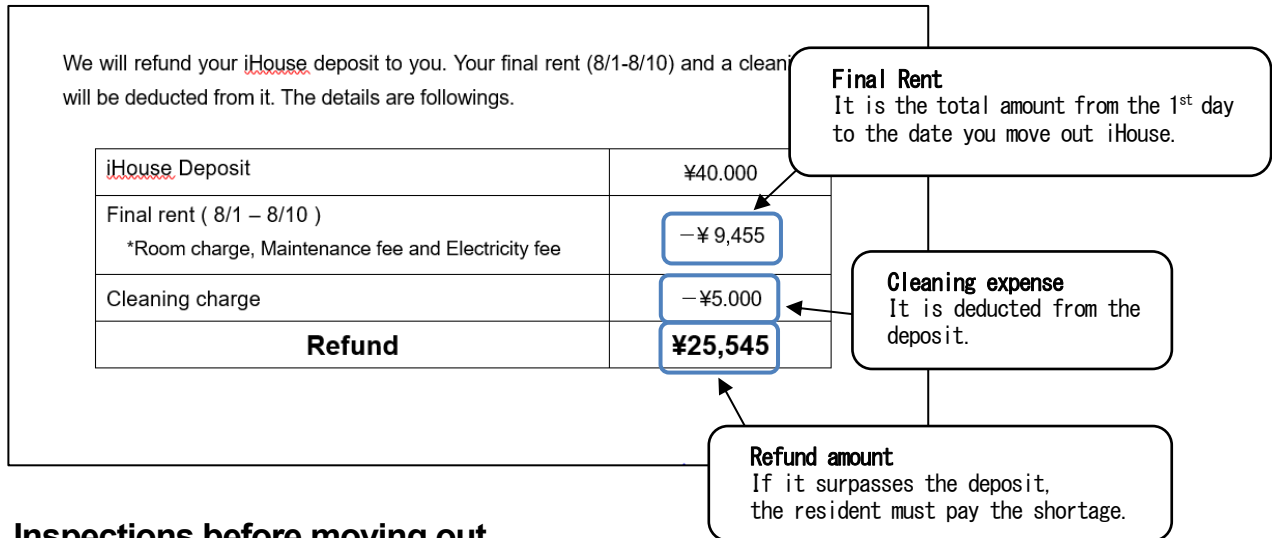 We will refund your iHouse deposit to you. Your final rent (8/1-8/10) and a cleani
will be deducted from it. The details are followings.
Final Rent
It is the total amount from the 1st day
to the date you move out iHouse.
iHouse Deposit ¥40.000
Final rent ( 8/1 – 8/10 )
*Room charge, Maintenance fee and Electricity fee －¥ 9,455
Cleaning charge －¥5.000
Cleaning expense
It is deducted from the
deposit.
Refund ¥25,545
Refund amount
If it surpasses the deposit,
the resident must pay the shortage.
Inspections before moving out